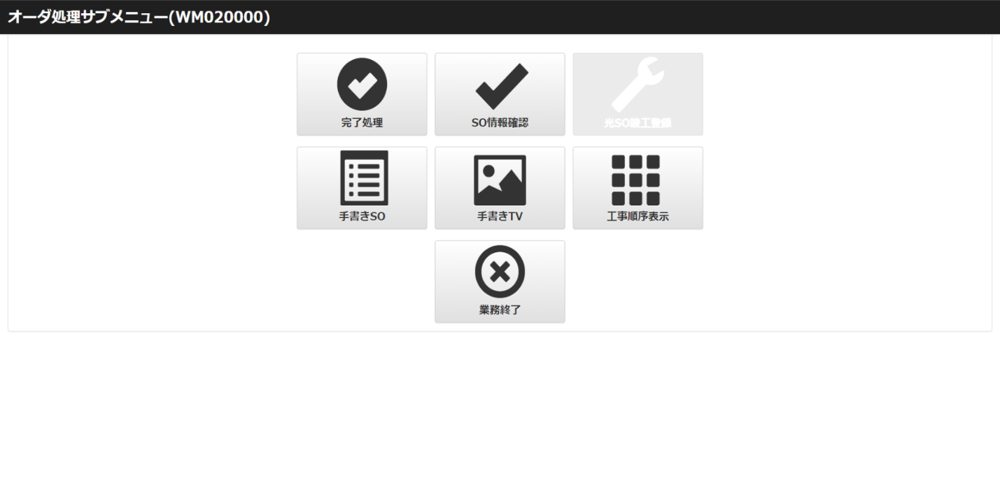 オーダ処理サブメニュー(WM020000)
完了処理
SO情報確認
光SO竣工登録
手書きSO
手書きTV
工事順序表示
業務終了